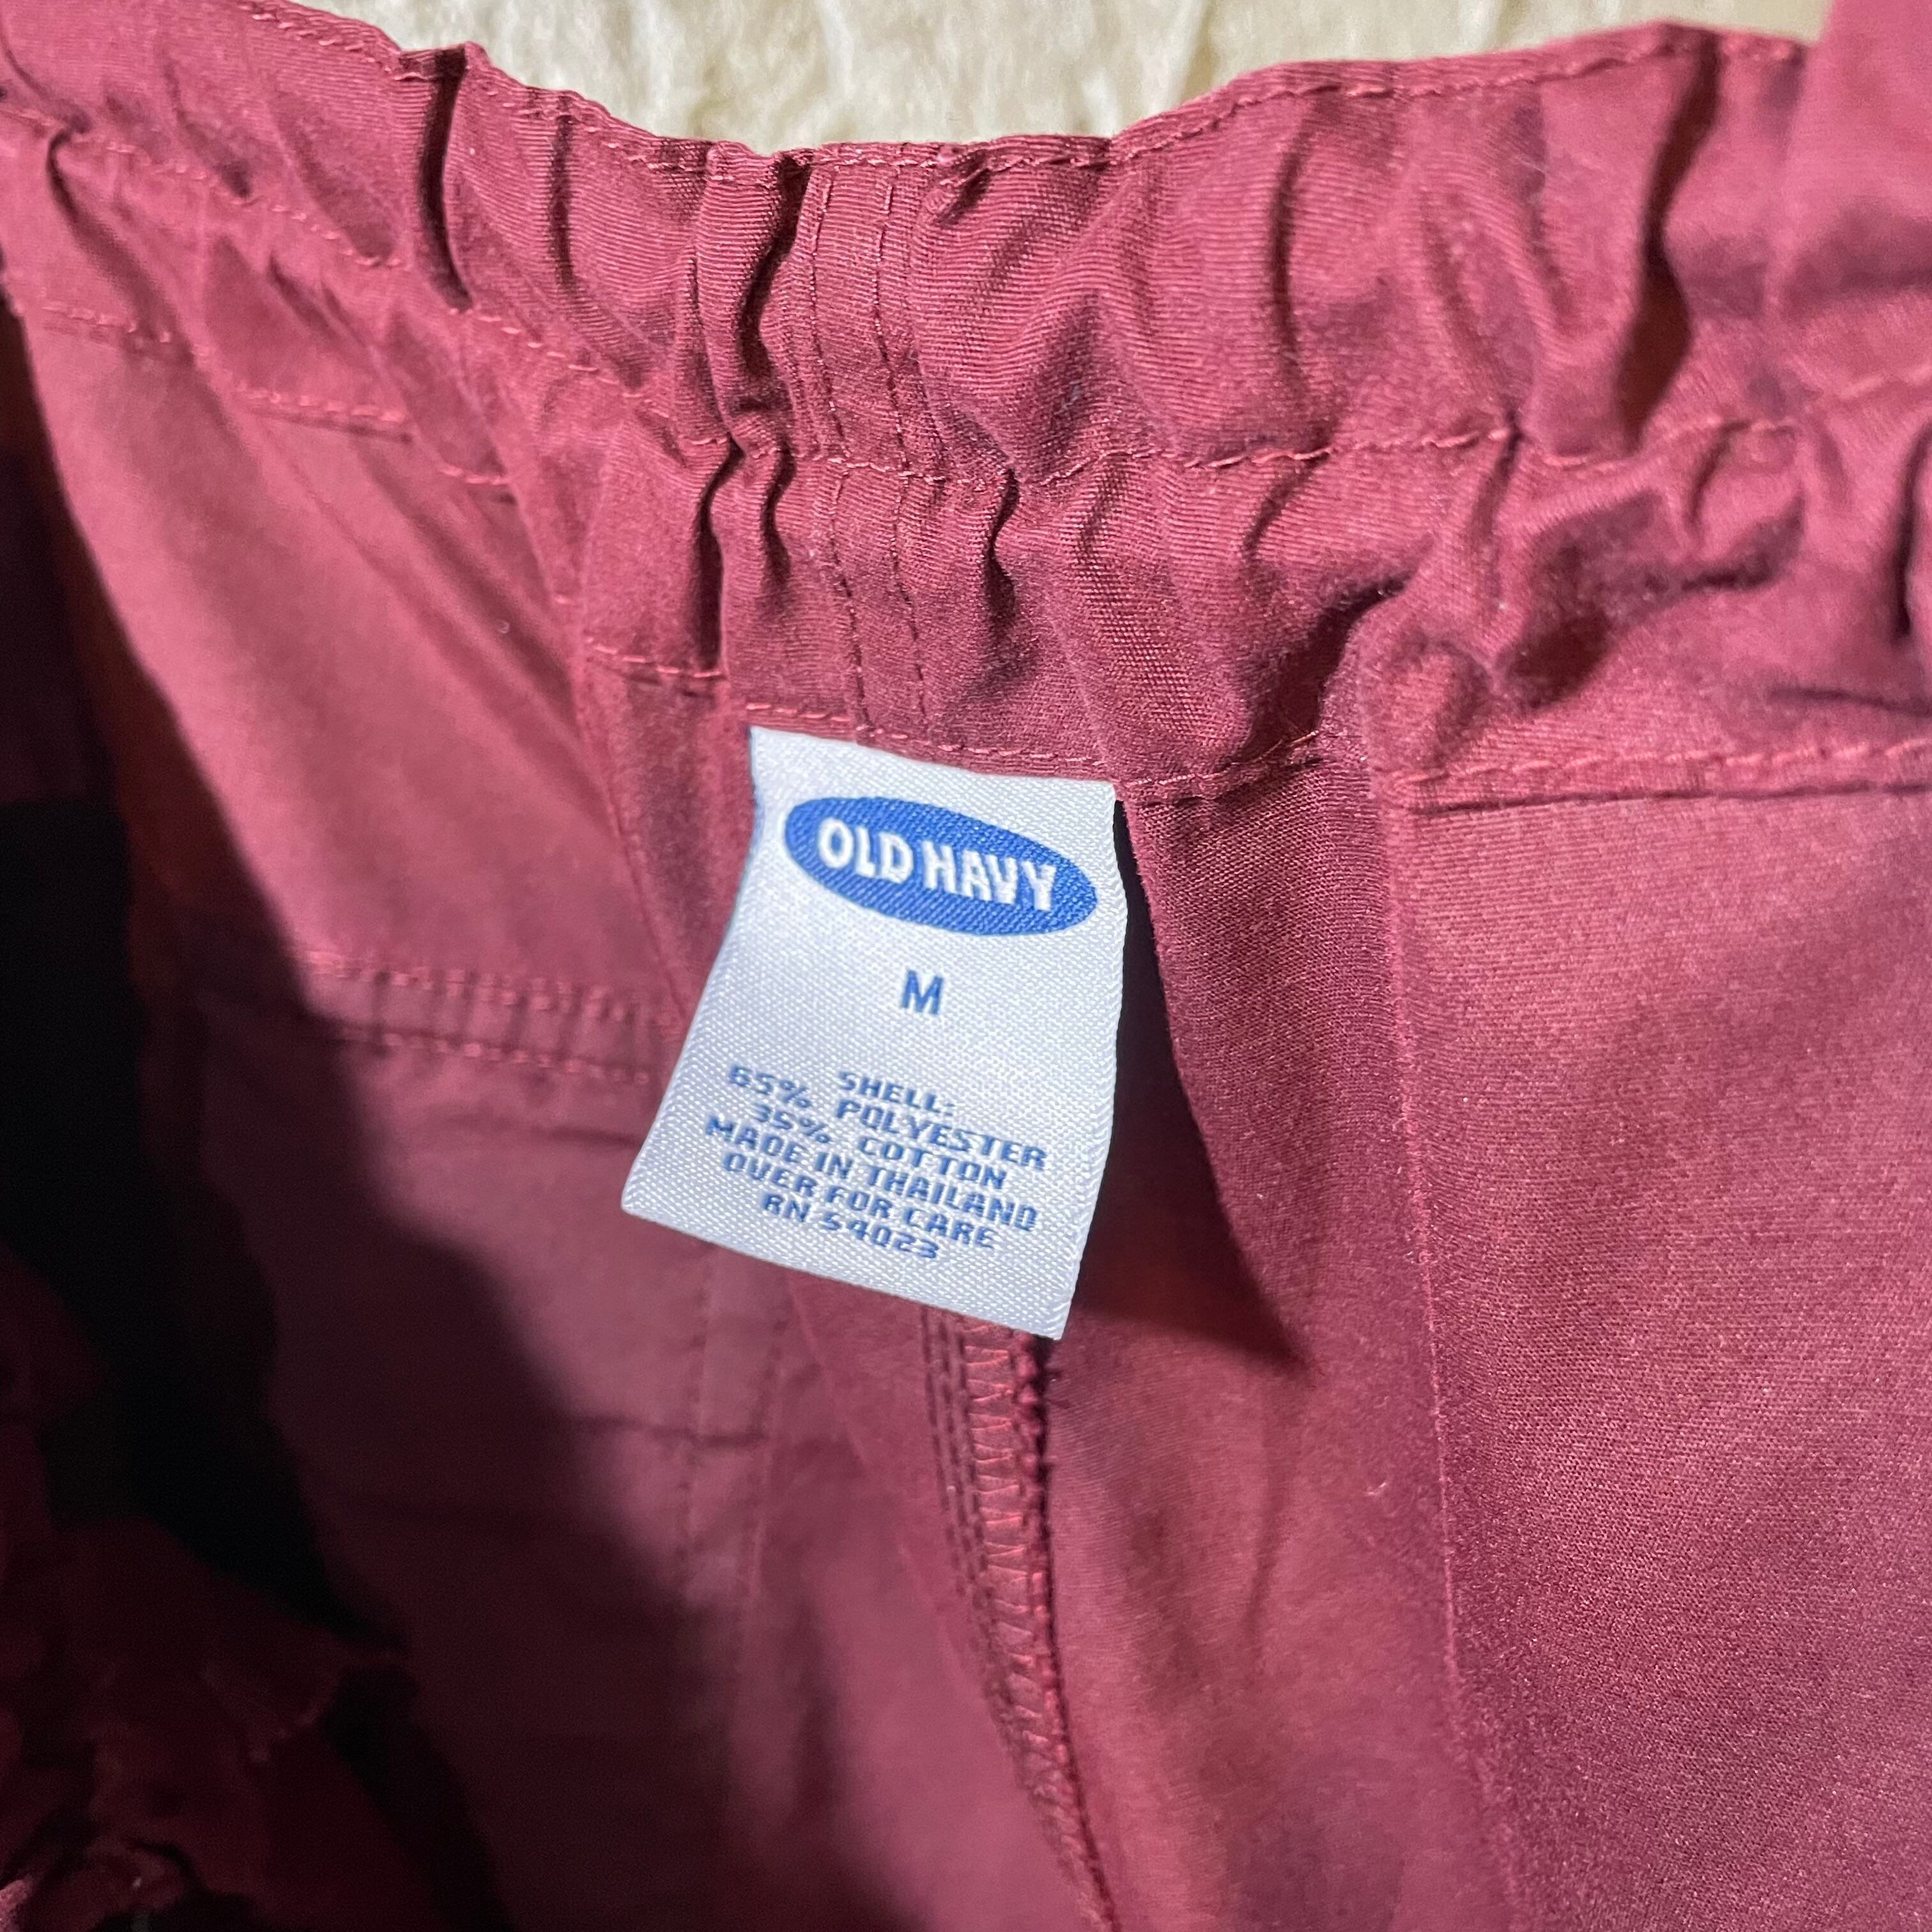 OLD NAVY
M
SHELL:
65% POLYESTER
35% COTTON
MADE IN THAILAND
OVER FOR CARE
RN 54023